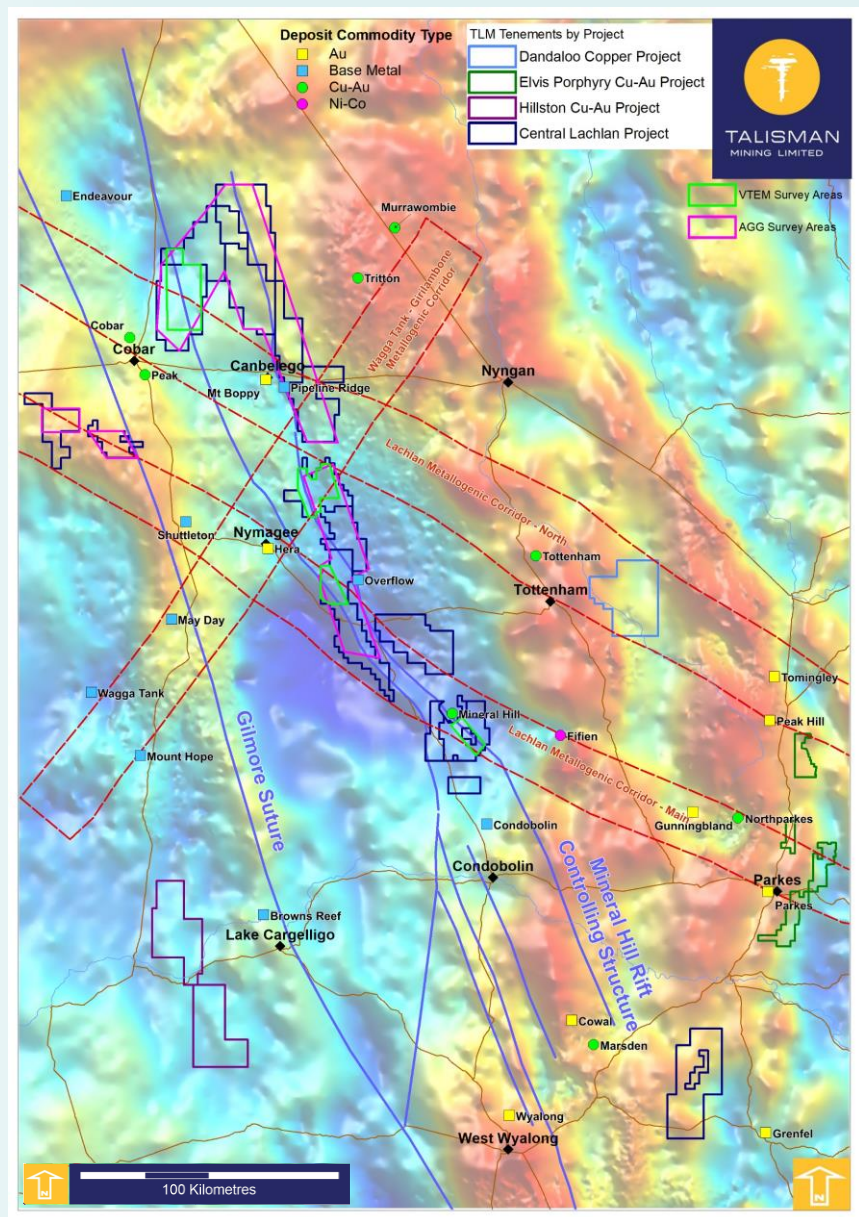 Deposit Commodity Type
Au
Base Metal
Cu-Au
Ni-Co
TLM Tenements by Project
Dandaloo Copper Project
Elvis Porphyry Cu-Au Project
Hillston Cu-Au Project
Central Lachlan Project
TALISMAN
MINING LIMITED
VTEM Survey Areas
AGG Survey Areas
Endeavour
Murrawombie
Tritton
Wagga Tank - Girilambone
Metallogenic Corridor
Cobar
Cobar
Peak
Canbelego
Mt Boppy
Pipeline Ridge
Nyngan
Lachlan Metallogenic Corridor - North
Shuttleton
Nymagee
Hera
Overflow
Tottenham
Tottenham
May Day
Wagga Tank
Mount Hope
Gilmore Suture
Mineral Hill
Eifien
Lachlan Metallogenic Corridor - Main
Tomingley
Peak Hill
Gunningbland
Northparkes
Condobolin
Condobolin
Parkes
Parkes
Mineral Hill Rift
Controlling Structure
Browns Reef
Lake Cargelligo
Cowal
Marsden
Wyalong
West Wyalong
Grenfel
N
100 Kilometres
N